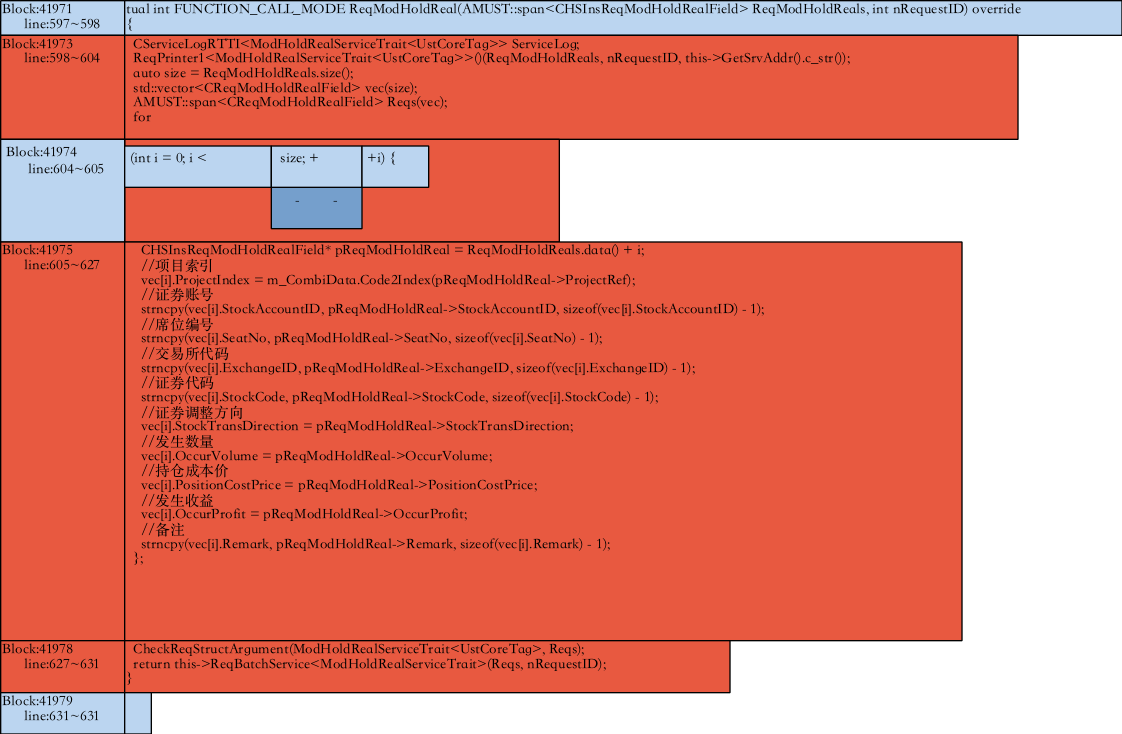 Block:41971
line:597~598
tual int FUNCTION_CALL_MODE ReqModHoldReal(AMUST::span<CHSInsReqModHoldRealField> ReqModHoldReals, int nRequestID) override
{
Block:41973
line:598~604
CServiceLogRTTI<ModHoldRealServiceTrait<UstCoreTag>> ServiceLog;
ReqPrinter1<ModHoldRealServiceTrait<UstCoreTag>>()(ReqModHoldReals, nRequestID, this->GetSrvAddr().c_str());
auto size = ReqModHoldReals.size();
std::vector<CReqModHoldRealField> vec(size);
AMUST::span<CReqModHoldRealField> Reqs(vec);
for
Block:41974
line:604~605
(int i = 0; i < size; + +i) {
- -
Block:41975
line:605~627
CHSInsReqModHoldRealField* pReqModHoldReal = ReqModHoldReals.data() + i;
//项目索引
vec[i].ProjectIndex = m_CombiData.Code2Index(pReqModHoldReal->ProjectRef);
//证券账号
strncpy(vec[i].StockAccountID, pReqModHoldReal->StockAccountID, sizeof(vec[i].StockAccountID) - 1);
//席位编号
strncpy(vec[i].SeatNo, pReqModHoldReal->SeatNo, sizeof(vec[i].SeatNo) - 1);
//交易所代码
strncpy(vec[i].ExchangeID, pReqModHoldReal->ExchangeID, sizeof(vec[i].ExchangeID) - 1);
//证券代码
strncpy(vec[i].StockCode, pReqModHoldReal->StockCode, sizeof(vec[i].StockCode) - 1);
//证券调整方向
vec[i].StockTransDirection = pReqModHoldReal->StockTransDirection;
//发生数量
vec[i].OccurVolume = pReqModHoldReal->OccurVolume;
//持仓成本价
vec[i].PositionCostPrice = pReqModHoldReal->PositionCostPrice;
//发生收益
vec[i].OccurProfit = pReqModHoldReal->OccurProfit;
//备注
strncpy(vec[i].Remark, pReqModHoldReal->Remark, sizeof(vec[i].Remark) - 1);
};
Block:41978
line:627~631
CheckReqStructArgument(ModHoldRealServiceTrait<UstCoreTag>, Reqs);
return this->ReqBatchService<ModHoldRealServiceTrait>(Reqs, nRequestID);
}
Block:41979
line:631~631